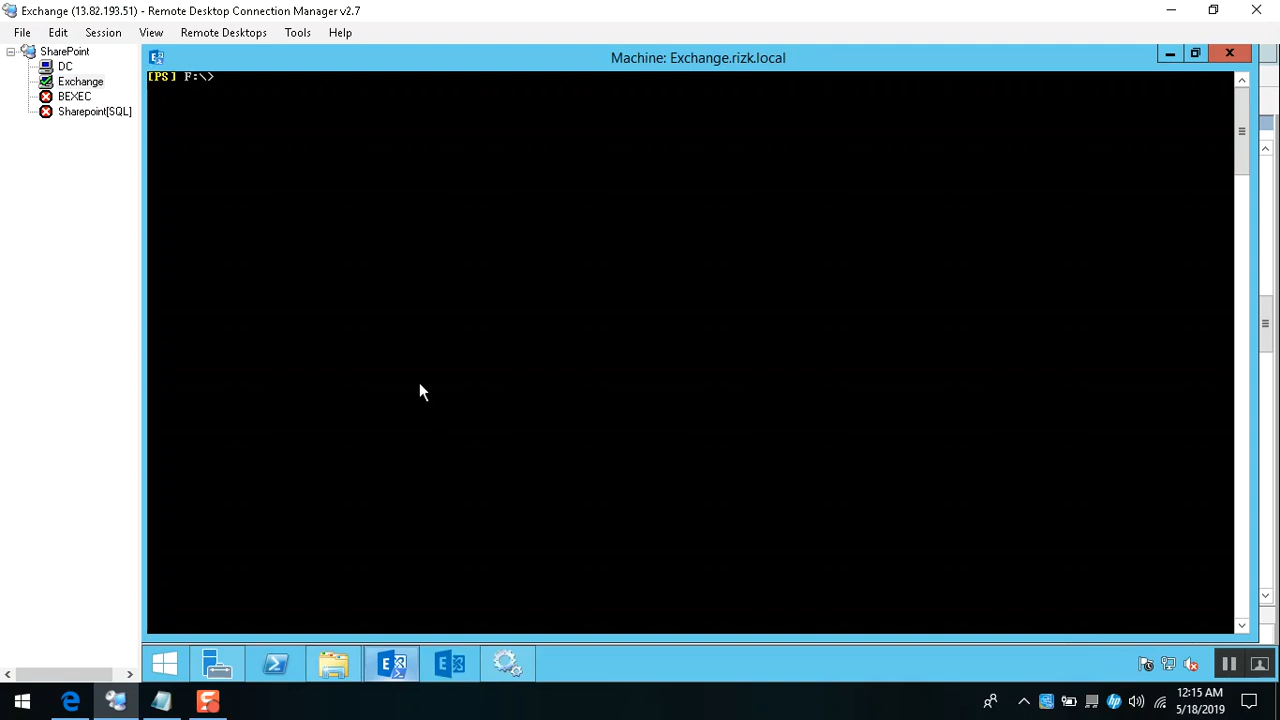 Exchange (13.82.193.51) - Remote Desktop Connection Manager v2.7
File Edit Session View Remote Desktops Tools Help
SharePoint
DC
Exchange
BEXEC
Sharepoint[SQL]
Machine: Exchange.rizk.local
[PS] F:\>
12:15 AM
5/18/2019